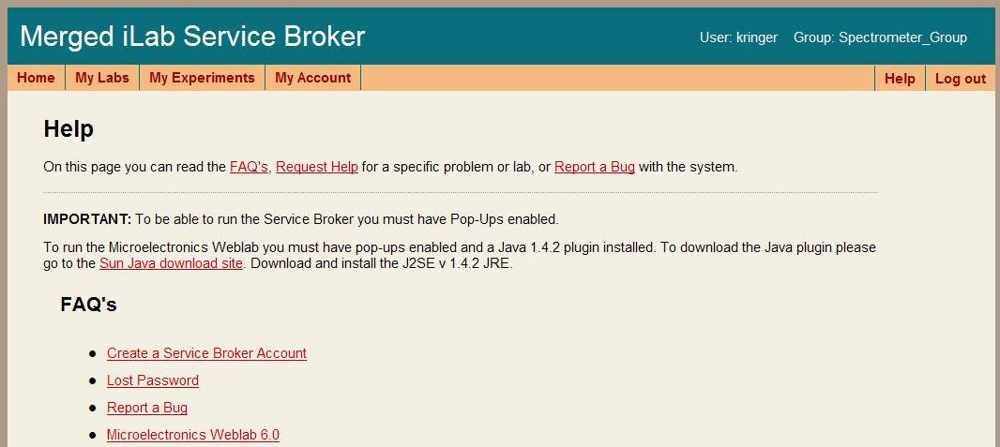 Merged iLab Service Broker
User: kringer Group: Spectrometer_Group
Home My Labs My Experiments My Account Help Log out
Help
On this page you can read the FAQ's, Request Help for a specific problem or lab, or Report a Bug with the system.
IMPORTANT: To be able to run the Service Broker you must have Pop-Ups enabled.
To run the Microelectronics Weblab you must have pop-ups enabled and a Java 1.4.2 plugin installed. To download the Java plugin please
go to the Sun Java download site. Download and install the J2SE v 1.4.2 JRE.
FAQ's
Create a Service Broker Account
Lost Password
Report a Bug
Microelectronics Weblab 6.0